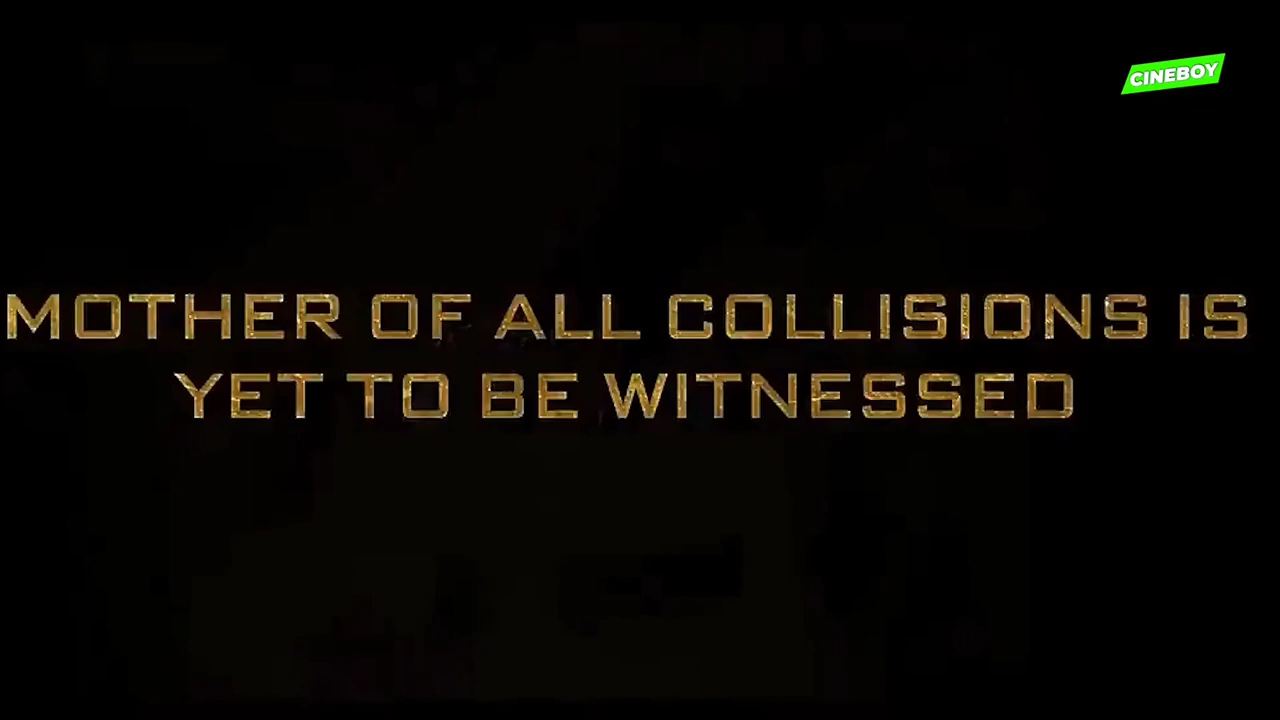 CINEBOY
MOTHER OF ALL COLLISIONS IS
YET TO BE WITNESSED